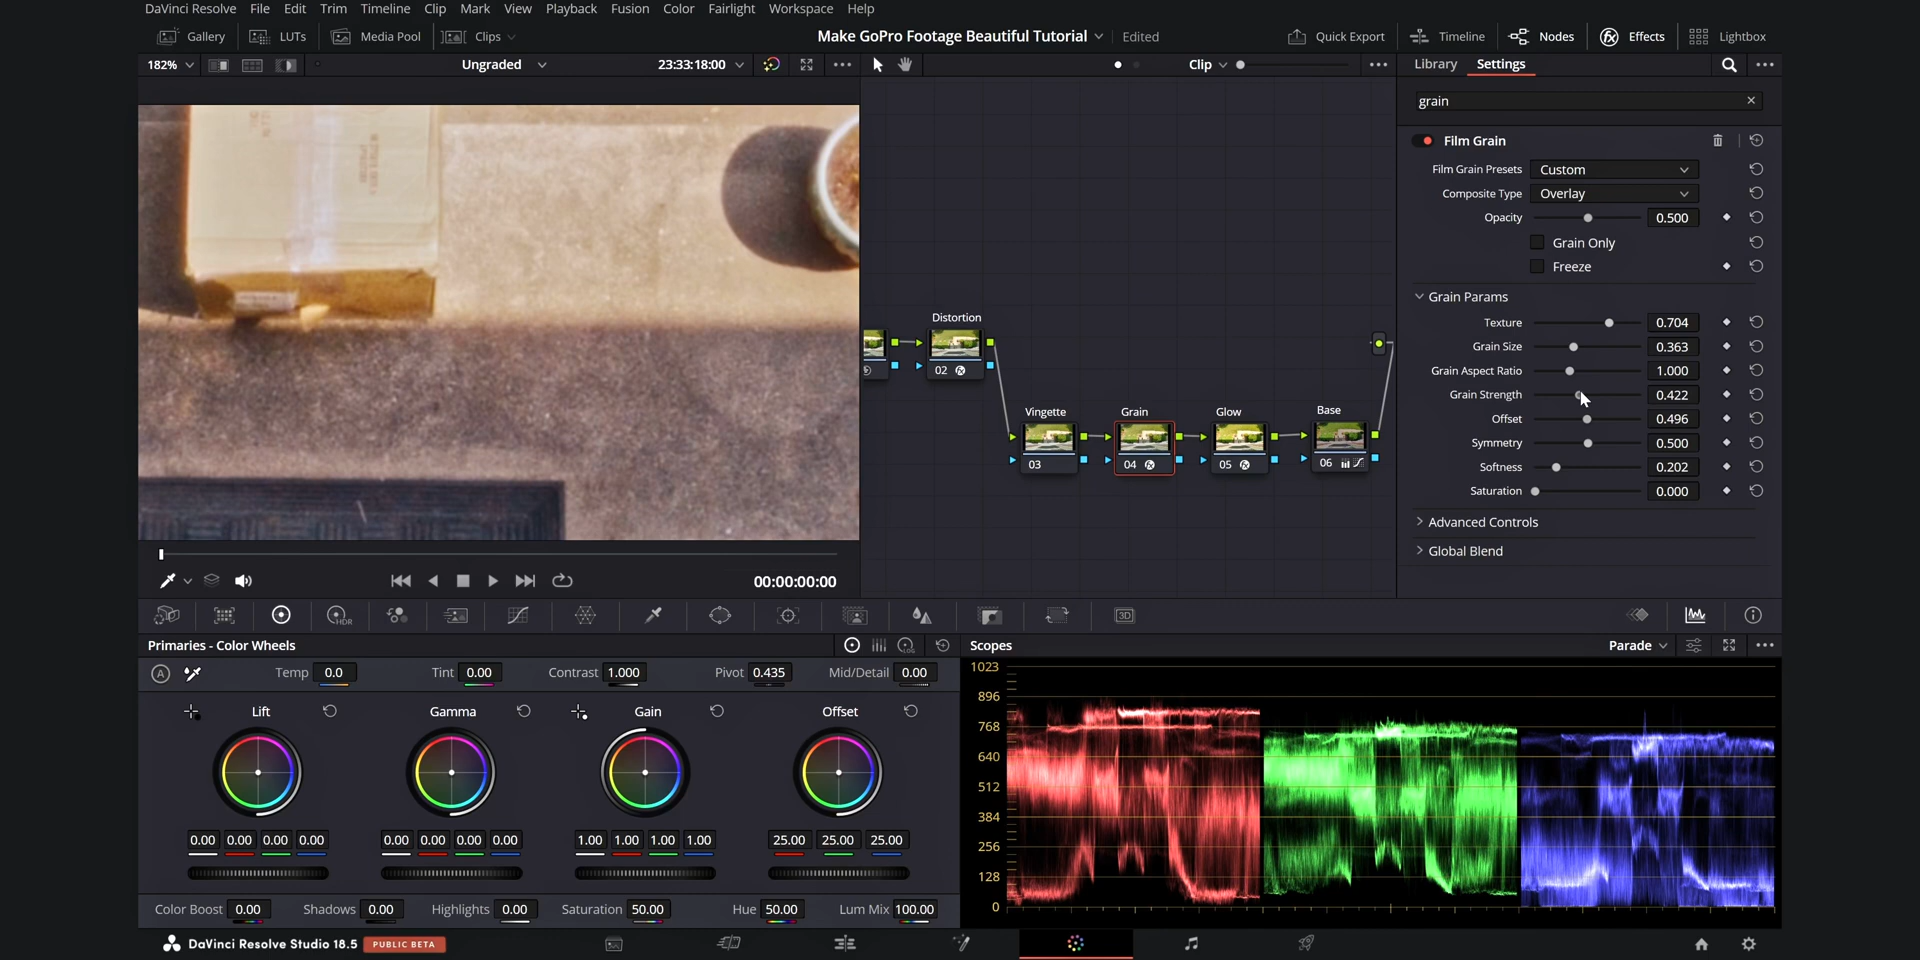 DaVinci Resolve File Edit Trim Timeline Clip Mark View Playback Fusion Color Fairlight Workspace Help
Gallery LUTs Media Pool Clips Make GoPro Footage Beautiful Tutorial Edited Quick Export Timeline Nodes Effects Lightbox
182% Ungraded 23:33:18:00 Clip Library Settings
grain
Film Grain
Film Grain Presets Custom
Composite Type Overlay
Opacity 0.500
Grain Only
Freeze
Grain Params
Texture 0.704
Grain Size 0.363
Grain Aspect Ratio 1.000
Grain Strength 0.422
Offset 0.496
Symmetry 0.500
Softness 0.202
Saturation 0.000
Advanced Controls
Global Blend
Distortion
02
Vingette Grain Glow Base
03 04 05 06
00:00:00:00
HDR 3D
Primaries - Color Wheels LOG
A Temp 0.0 Tint 0.00 Contrast 1.000 Pivot 0.435 Mid/Detail 0.00
Lift Gamma Gain Offset
0.00 0.00 0.00 0.00 0.00 0.00 0.00 0.00 1.00 1.00 1.00 1.00 25.00 25.00 25.00
Color Boost 0.00 Shadows 0.00 Highlights 0.00 Saturation 50.00 Hue 50.00 Lum Mix 100.00
Scopes Parade
1023
896
768
640
512
384
256
128
0
DaVinci Resolve Studio 18.5 PUBLIC BETA